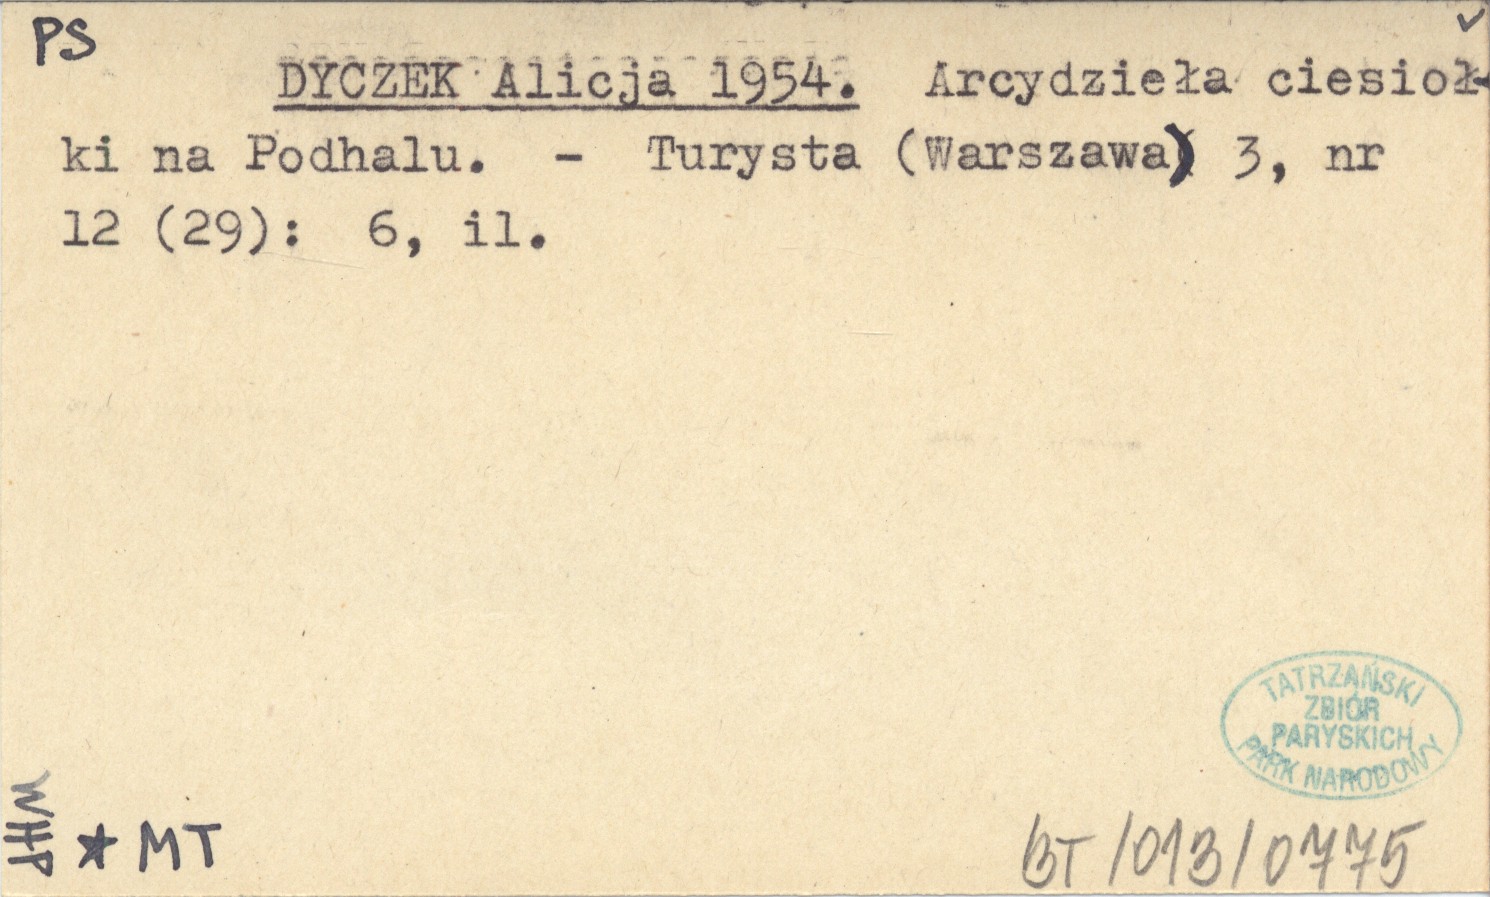 PS
DYCZEK Alicja 1954. Arcydzieła ciesioł-
ki na Podhalu. - Turysta (Warszawa) 3, nr
12 (29): 6, il.
TATRZAŃSKI
ZBIÓR
PARYSKICH
PARK NARODOWY
WHP
* MT
BT/013/0775